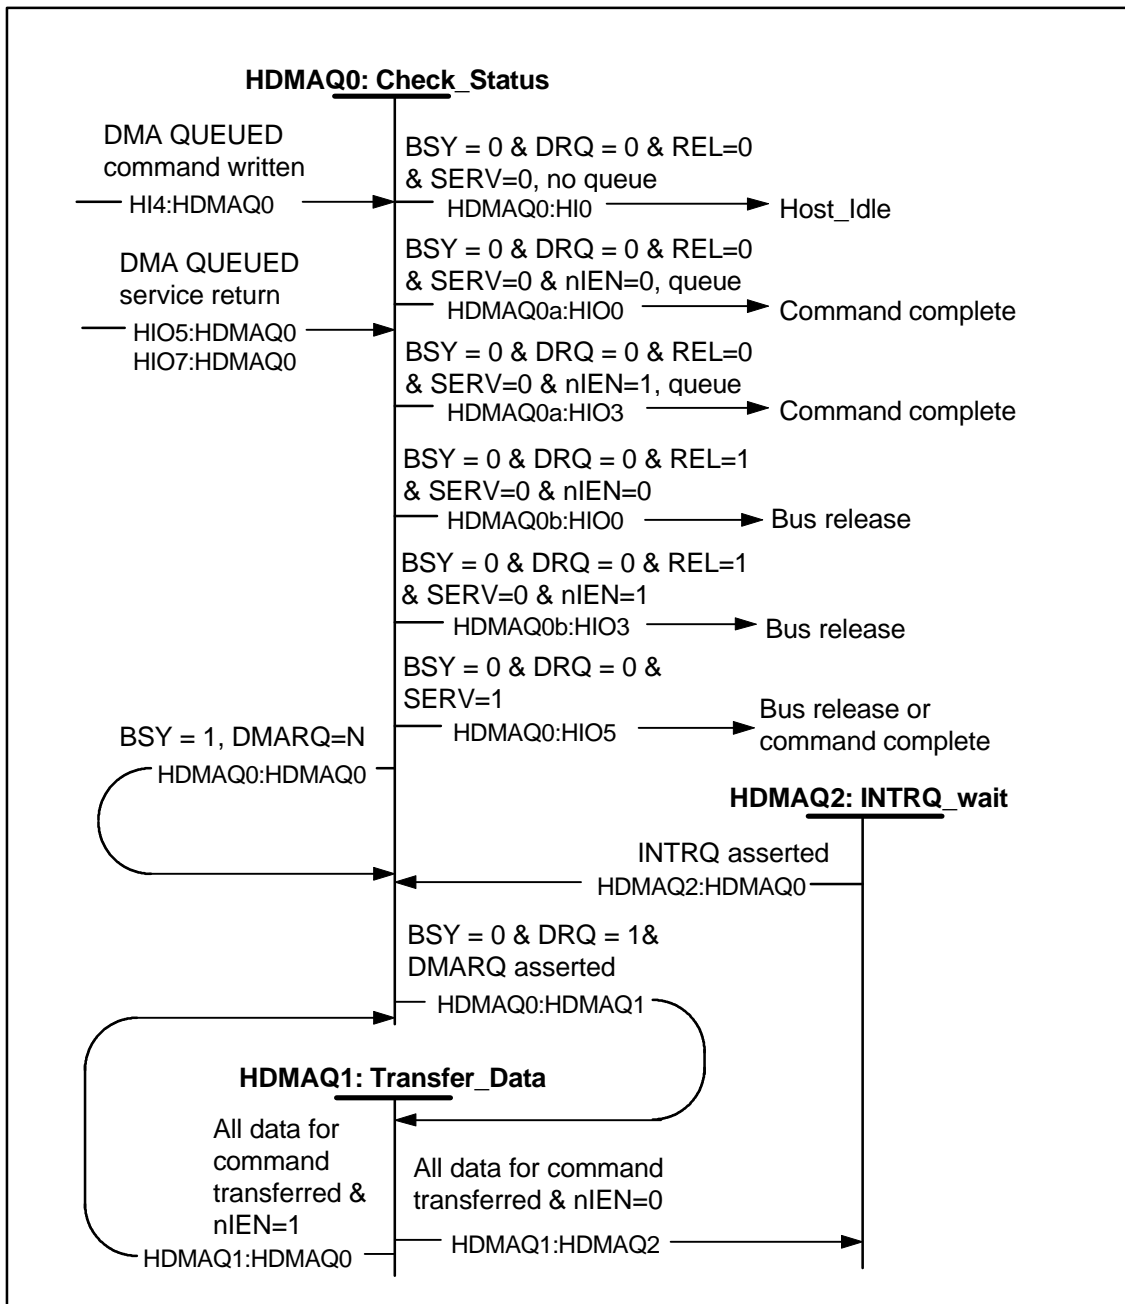 HDMAQ0: Check_Status
DMA QUEUED
command written
HI4:HDMAQ0
BSY = 0 & DRQ = 0 & REL=0
& SERV=0, no queue
HDMAQ0:HI0
Host_Idle
DMA QUEUED
service return
HIO5:HDMAQ0
HIO7:HDMAQ0
BSY = 0 & DRQ = 0 & REL=0
& SERV=0 & nIEN=0, queue
HDMAQ0a:HIO0
Command complete
BSY = 0 & DRQ = 0 & REL=0
& SERV=0 & nIEN=1, queue
HDMAQ0a:HIO3
Command complete
BSY = 0 & DRQ = 0 & REL=1
& SERV=0 & nIEN=0
HDMAQ0b:HIO0
Bus release
BSY = 0 & DRQ = 0 & REL=1
& SERV=0 & nIEN=1
HDMAQ0b:HIO3
Bus release
BSY = 0 & DRQ = 0 &
SERV=1
HDMAQ0:HIO5
Bus release or
command complete
BSY = 1, DMARQ=N
HDMAQ0:HDMAQ0
HDMAQ2: INTRQ_wait
INTRQ asserted
HDMAQ2:HDMAQ0
BSY = 0 & DRQ = 1&
DMARQ asserted
HDMAQ0:HDMAQ1
HDMAQ1: Transfer_Data
All data for
command
transferred &
nIEN=1
HDMAQ1:HDMAQ0
All data for command
transferred & nIEN=0
HDMAQ1:HDMAQ2